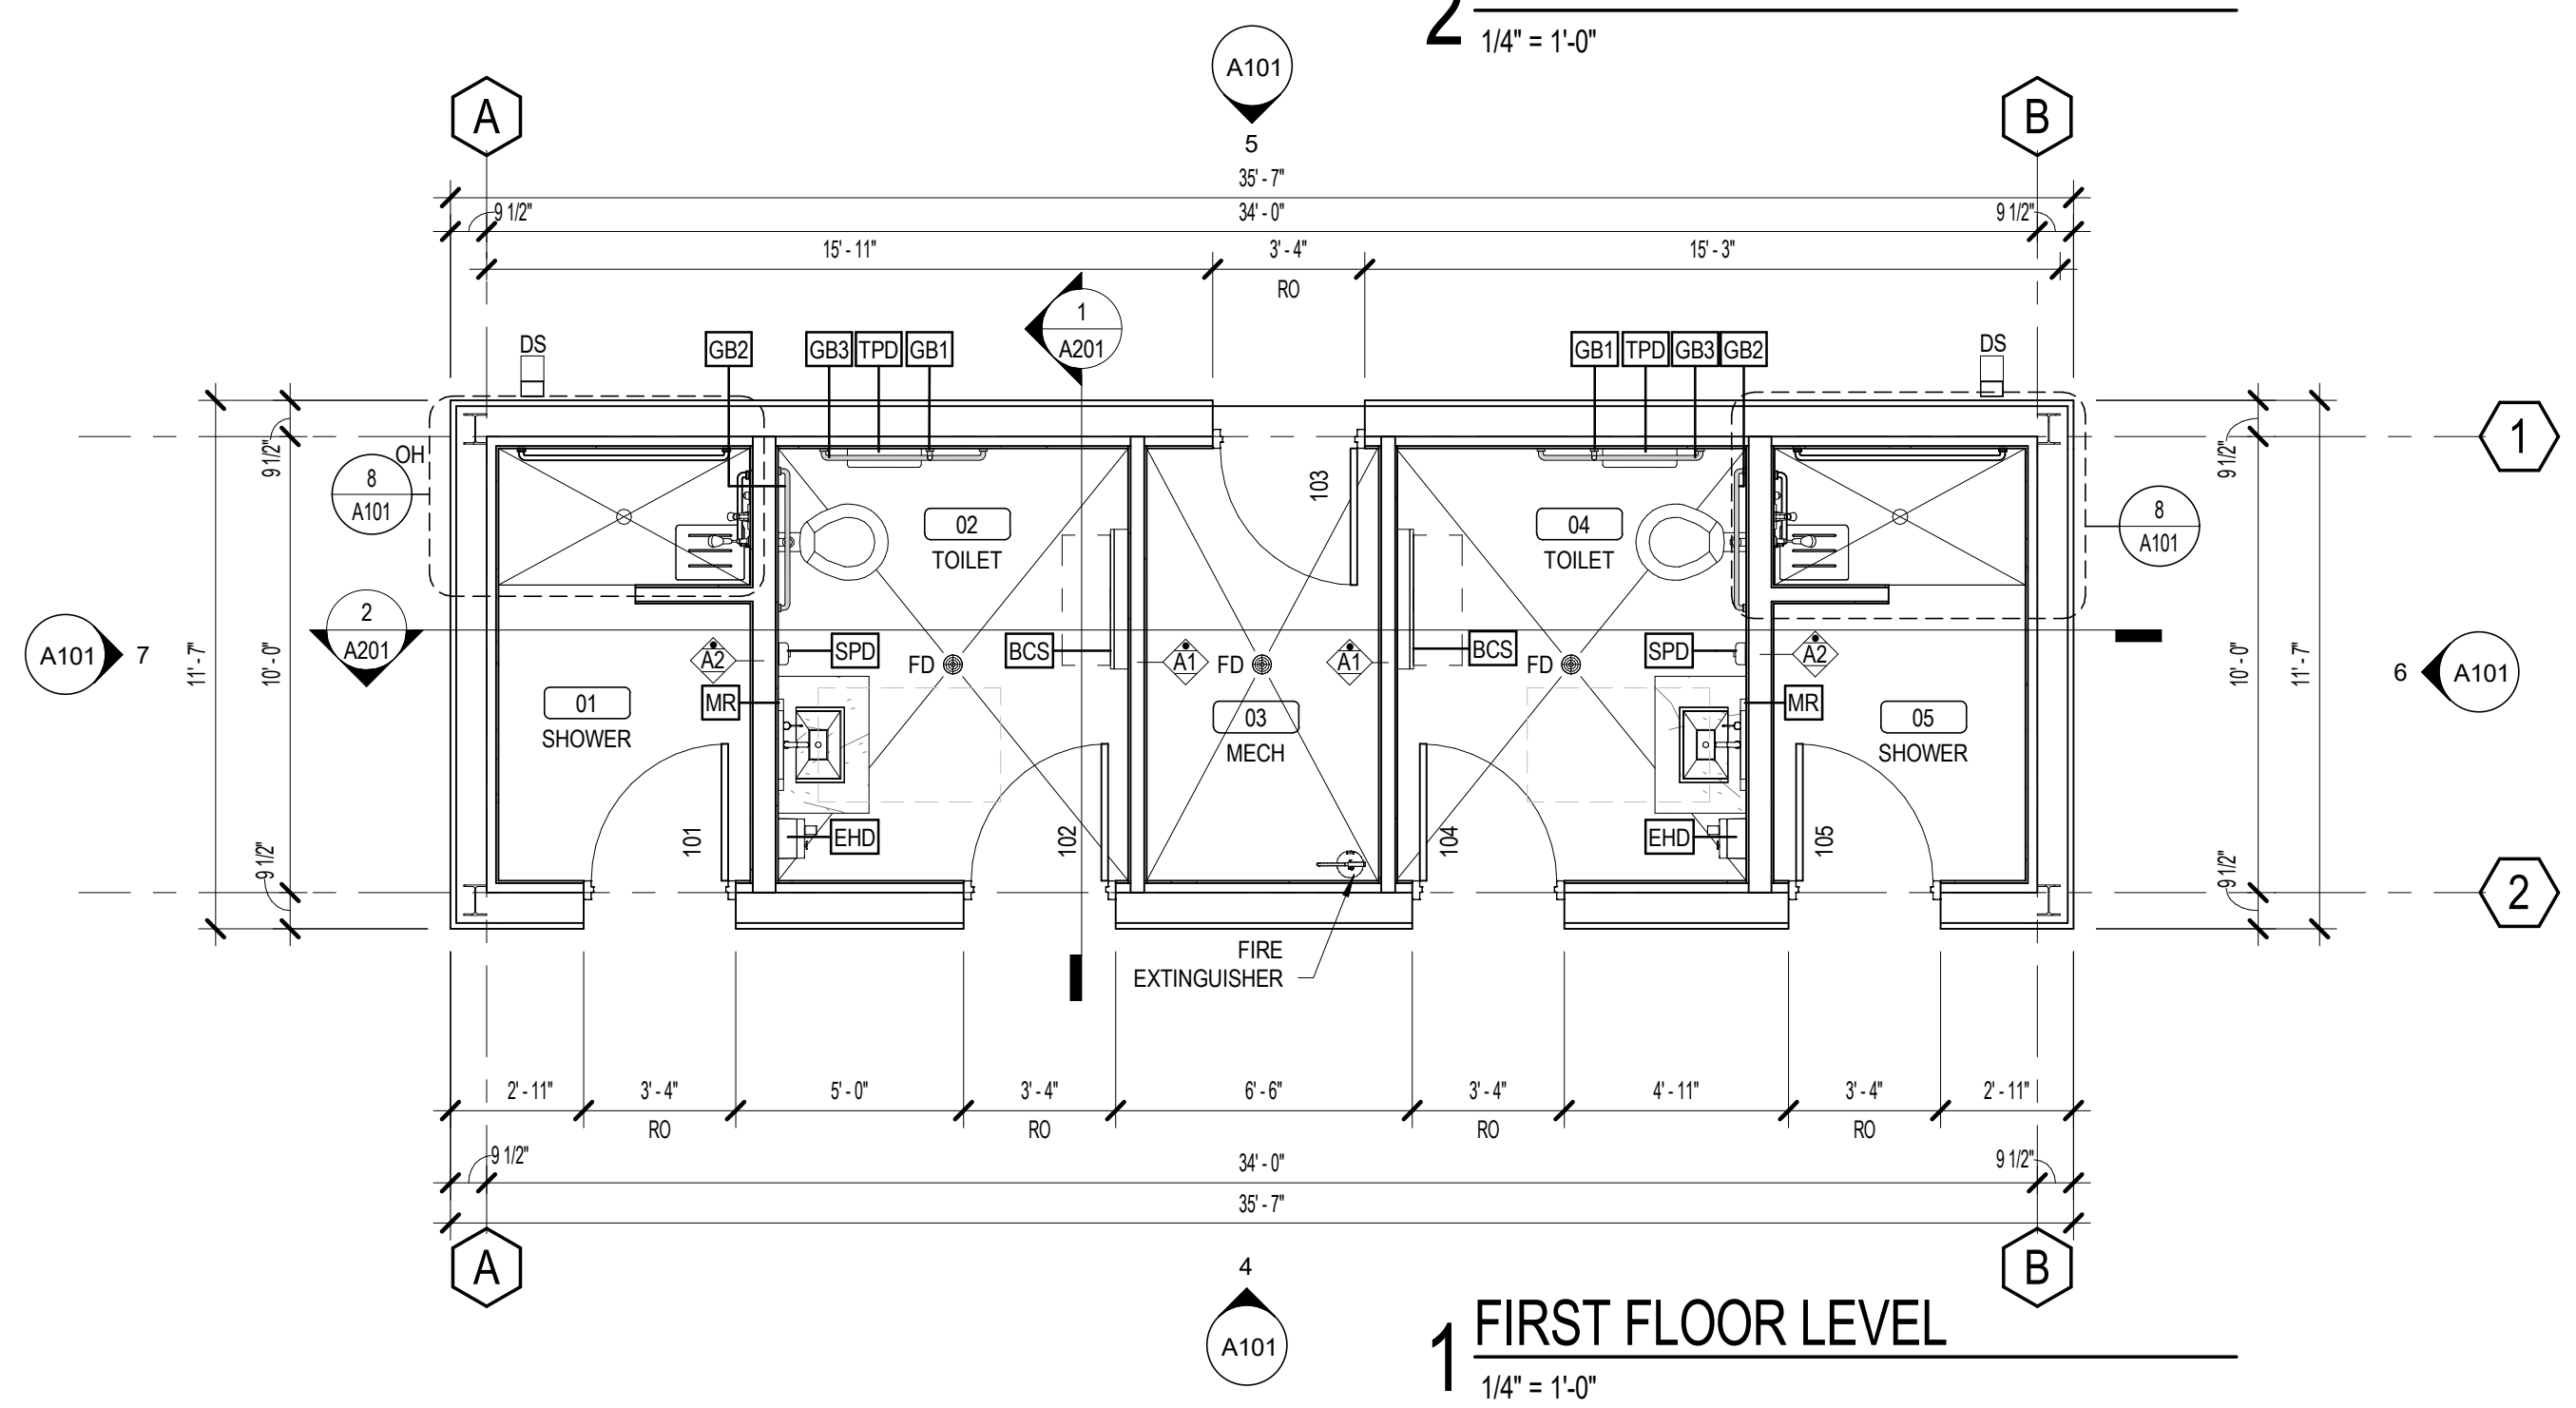 2
1/4" = 1'-0"
A101
5
A
B
35' - 7"
9 1/2"
34' - 0"
9 1/2"
15' - 11"
3' - 4"
15' - 3"
RO
1
A201
DS
GB2
GB3
TPD
GB1
GB1
TPD
GB3
GB2
DS
9 1/2"
OH
8
A101
103
9 1/2"
1
02
TOILET
04
TOILET
8
A101
2
A201
A101
7
11' - 7"
10' - 0"
A2
SPD
FD
BCS
A1
FD
A1
BCS
FD
SPD
A2
10' - 0"
11' - 7"
6
A101
01
SHOWER
MR
03
MECH
MR
05
SHOWER
9 1/2"
101
EHD
102
104
EHD
105
9 1/2"
2
FIRE
EXTINGUISHER
2' - 11"
3' - 4"
5' - 0"
3' - 4"
6' - 6"
3' - 4"
4' - 11"
3' - 4"
2' - 11"
RO
RO
RO
RO
9 1/2"
34' - 0"
9 1/2"
35' - 7"
A
B
4
A101
1
FIRST FLOOR LEVEL
1/4" = 1'-0"